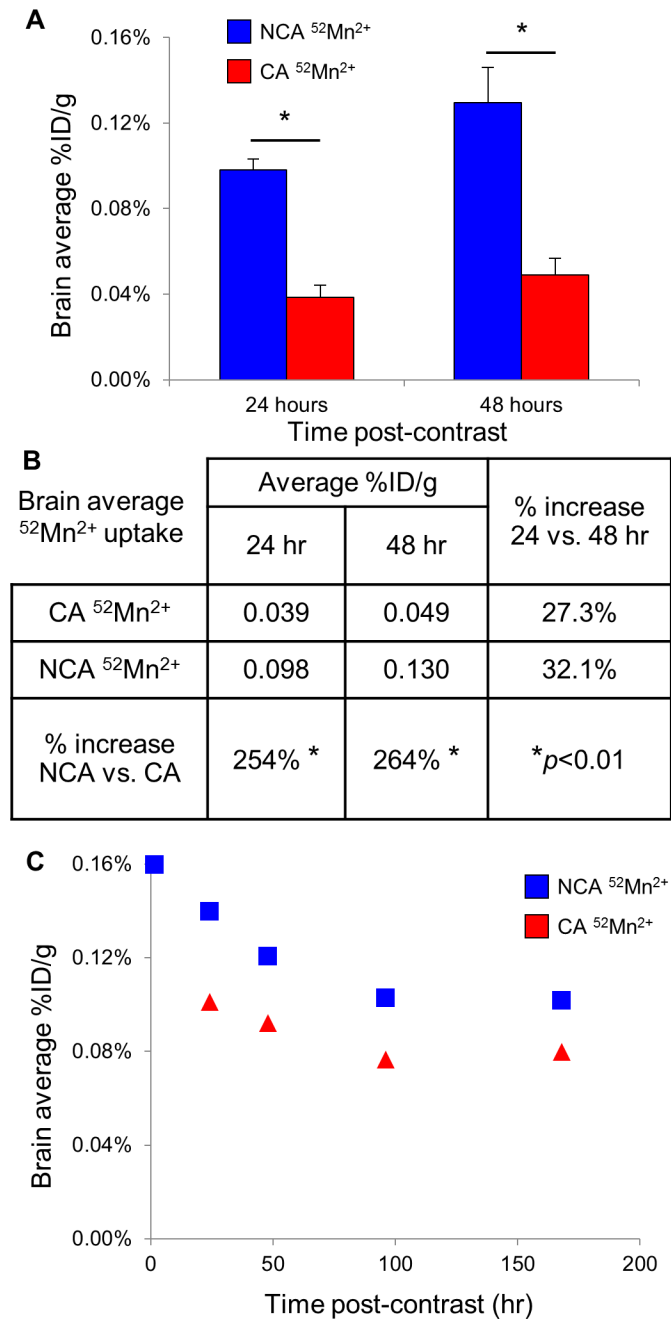 A
0.16%
0.12%
0.08%
0.04%
0.00%
Brain average %ID/g
NCA ⁵²Mn²⁺
CA ⁵²Mn²⁺
*
*
24 hours
48 hours
Time post-contrast
B
Brain average
⁵²Mn²⁺ uptake
Average %ID/g
24 hr
48 hr
% increase
24 vs. 48 hr
CA ⁵²Mn²⁺
0.039
0.049
27.3%
NCA ⁵²Mn²⁺
0.098
0.130
32.1%
% increase
NCA vs. CA
254% *
264% *
*p<0.01
C
0.16%
0.12%
0.08%
0.04%
0.00%
Brain average %ID/g
NCA ⁵²Mn²⁺
CA ⁵²Mn²⁺
0
50
100
150
200
Time post-contrast (hr)